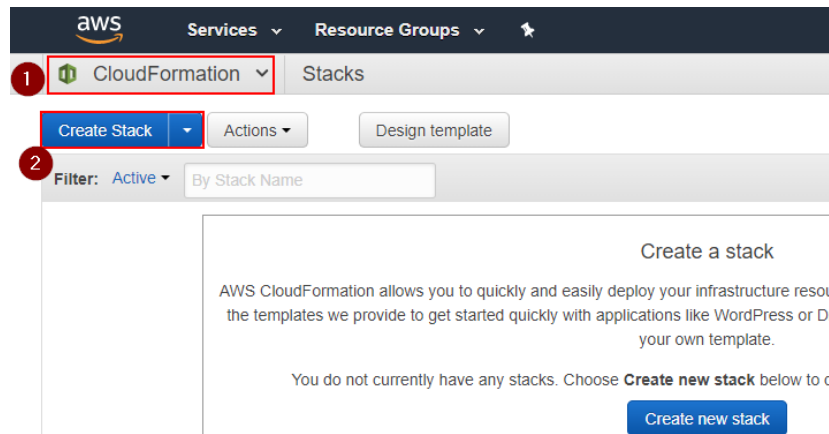 aws Services Resource Groups
1 CloudFormation Stacks
Create Stack Actions Design template
2
Filter: Active By Stack Name
Create a stack
AWS CloudFormation allows you to quickly and easily deploy your infrastructure
the templates we provide to get started quickly with applications like WordPress or
your own template.
You do not currently have any stacks. Choose Create new stack below to
Create new stack